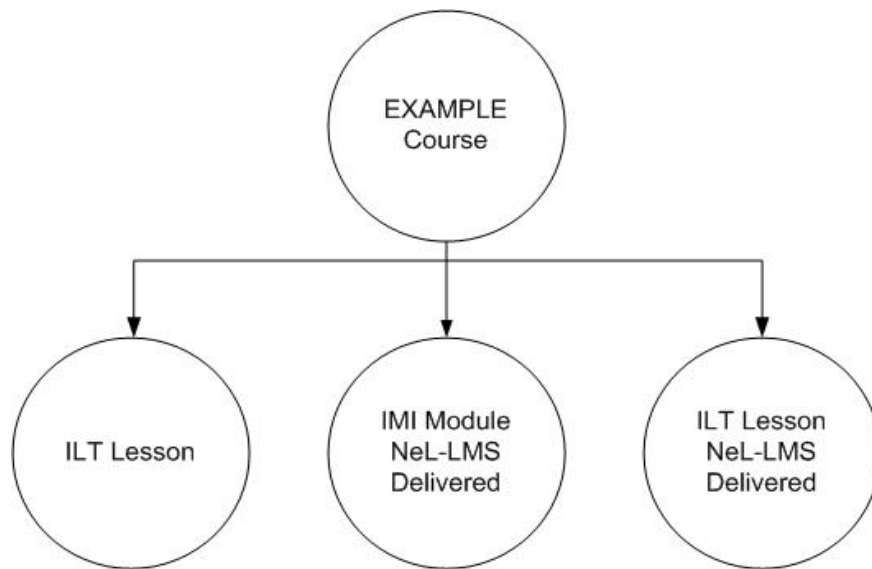 EXAMPLE
Course
ILT Lesson
IMI Module
NeL-LMS
Delivered
ILT Lesson
NeL-LMS
Delivered